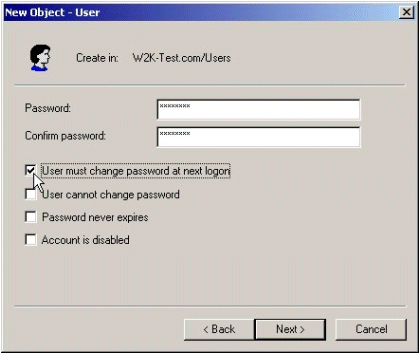 New Object - User
Create in: W2K-Test.com/Users
Password: ********
Confirm password: ********
User must change password at next logon
User cannot change password
Password never expires
Account is disabled
< Back Next > Cancel